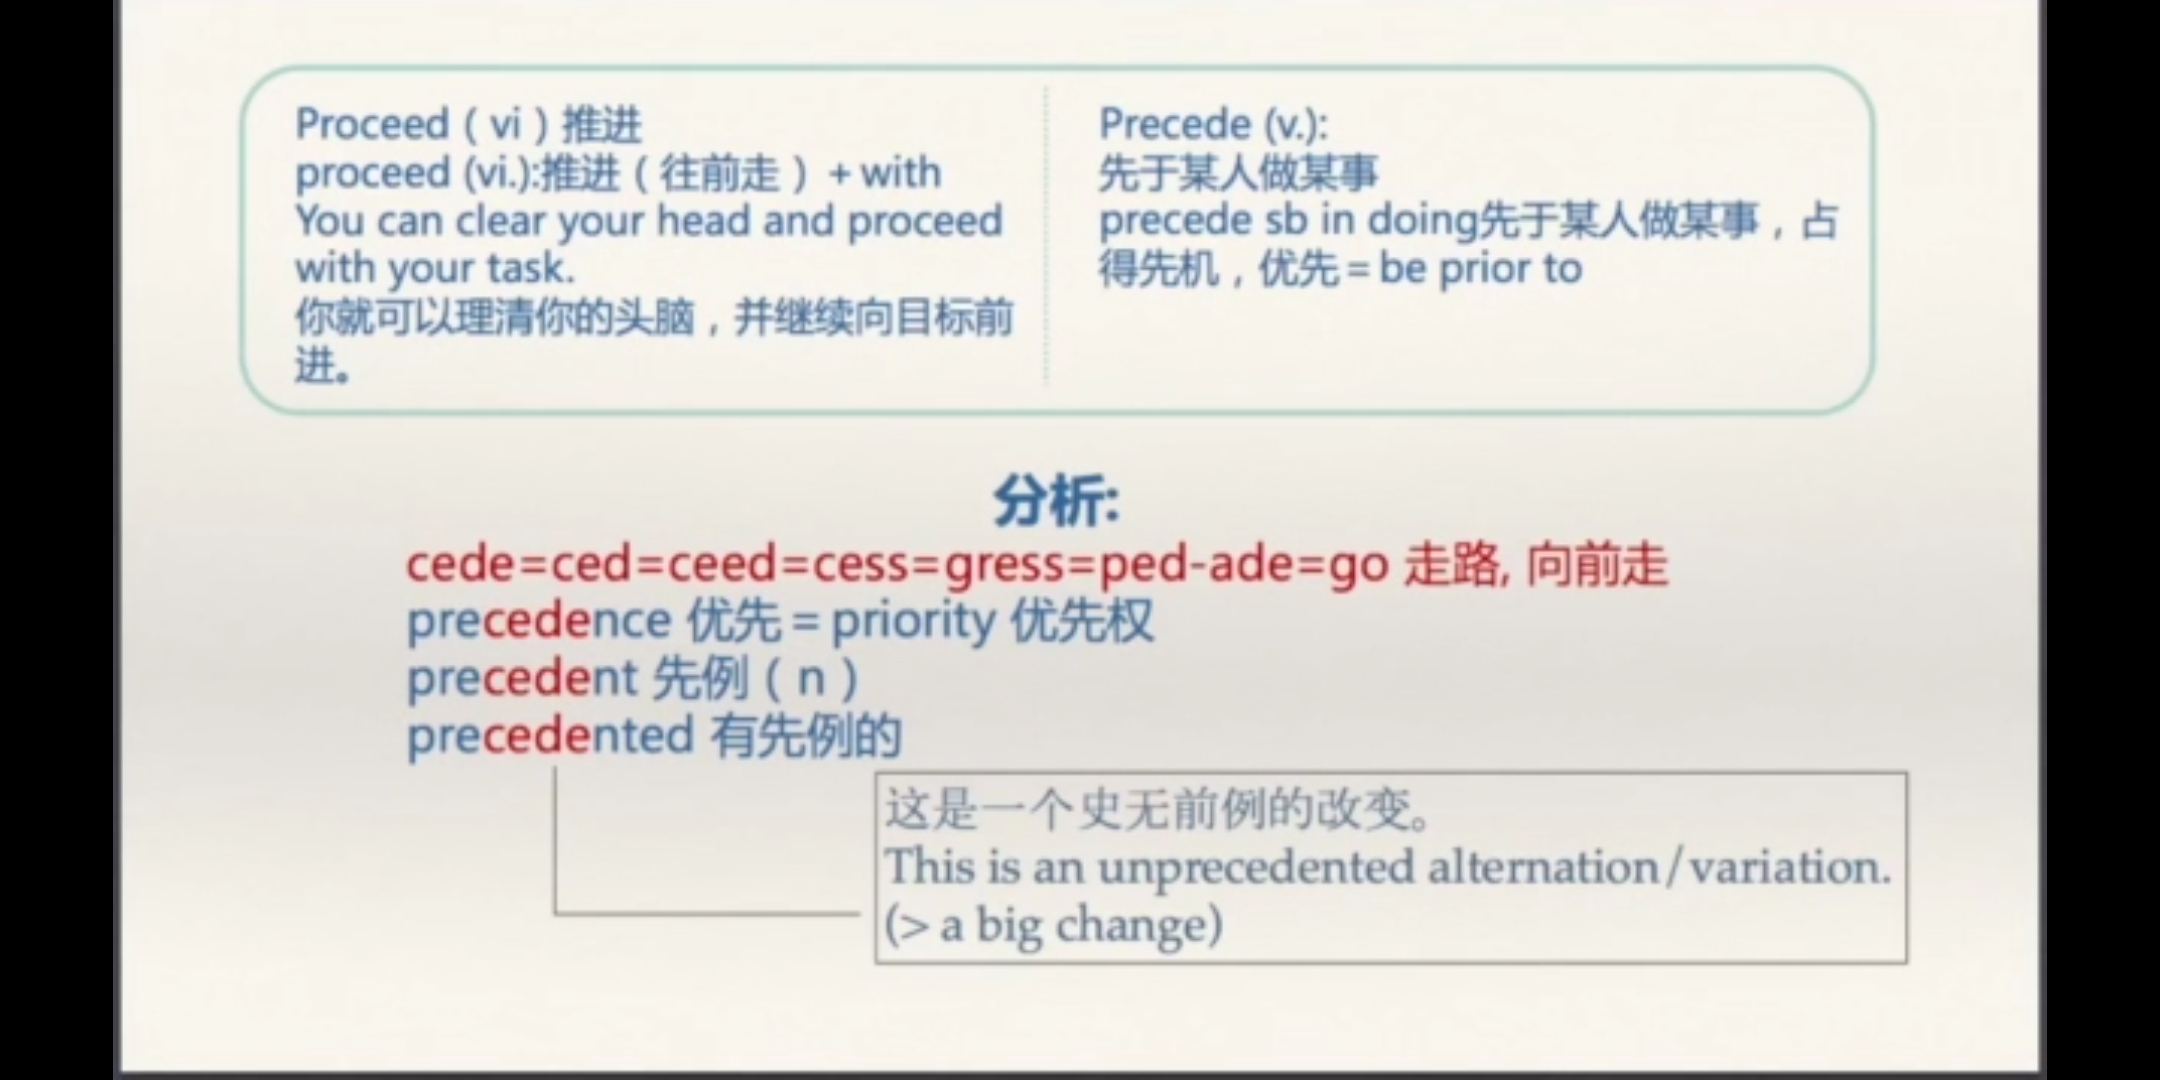 Proceed（vi）推进
proceed (vi.):推进（往前走）+ with
You can clear your head and proceed
with your task.
你就可以理清你的头脑，并继续向目标前
进。
Precede (v.):
先于某人做某事
precede sb in doing先于某人做某事，占
得先机，优先 = be prior to
分析:
cede=ced=ceed=cess=gress=ped-ade=go 走路, 向前走
precedence 优先 = priority 优先权
precedent 先例（n）
precedented 有先例的
这是一个史无前例的改变。
This is an unprecedented alternation/variation.
(> a big change)